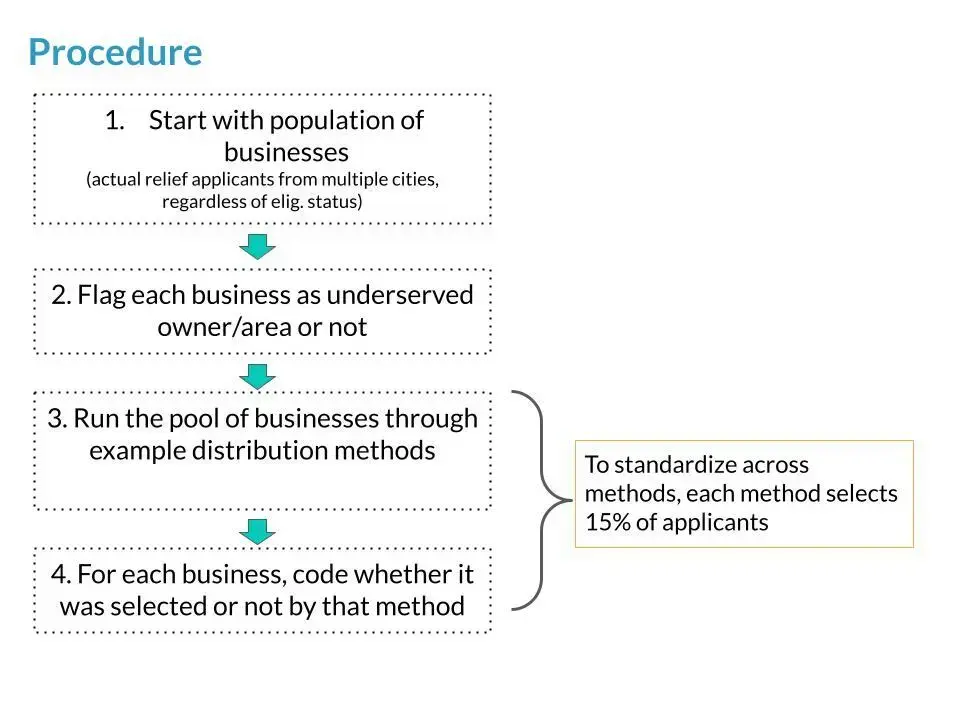 Procedure
1. Start with population of
businesses
(actual relief applicants from multiple cities,
regardless of elig. status)
2. Flag each business as underserved
owner/area or not
3. Run the pool of businesses through
example distribution methods
4. For each business, code whether it
was selected or not by that method
To standardize across
methods, each method selects
15% of applicants